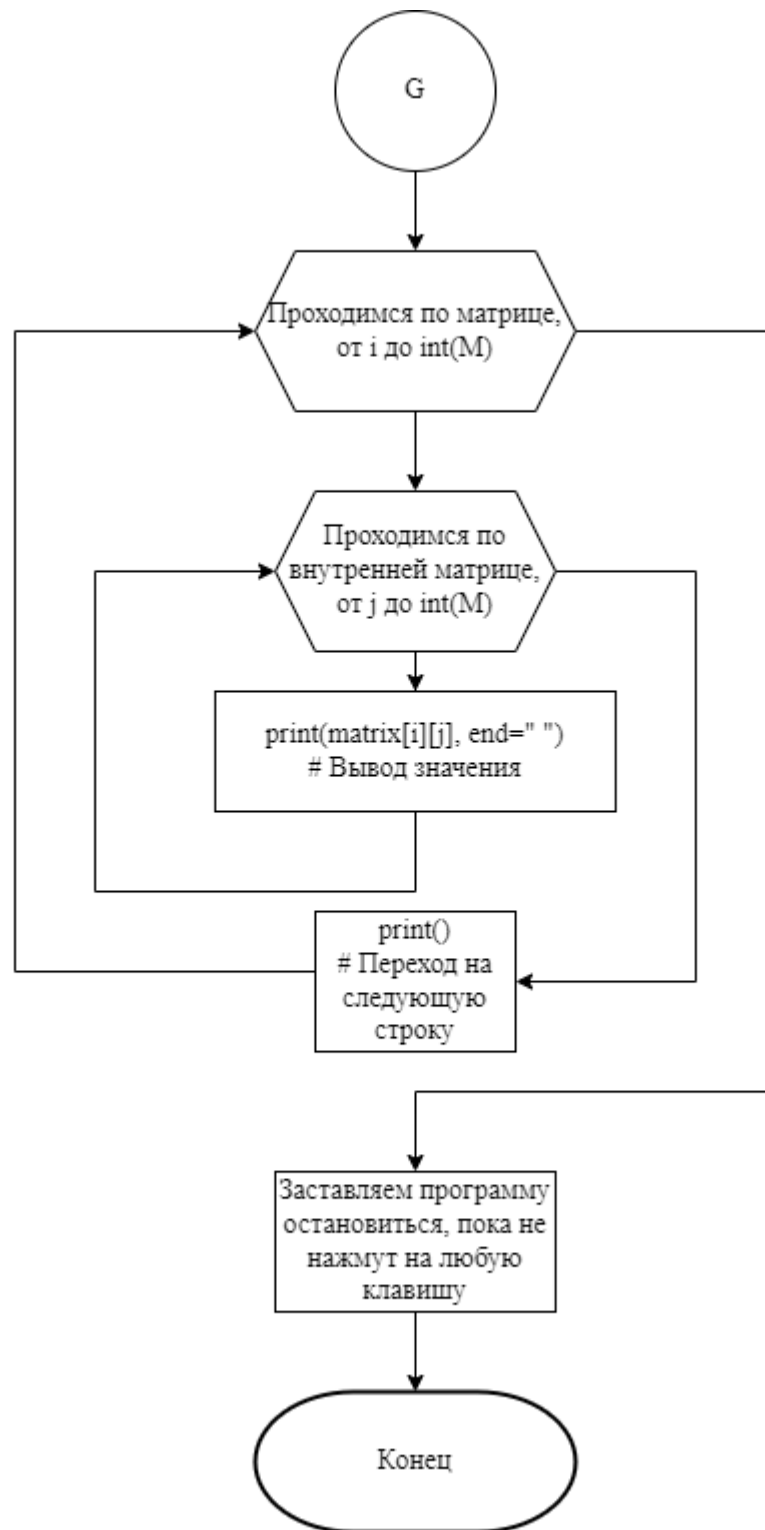 G
Проходимся по матрице,
от i до int(M)
Проходимся по
внутренней матрице,
от j до int(M)
print(matrix[i][j], end=" ")
# Вывод значения
print()
# Переход на
следующую
строку
Заставляем программу
остановиться, пока не
нажмут на любую
клавишу
Конец